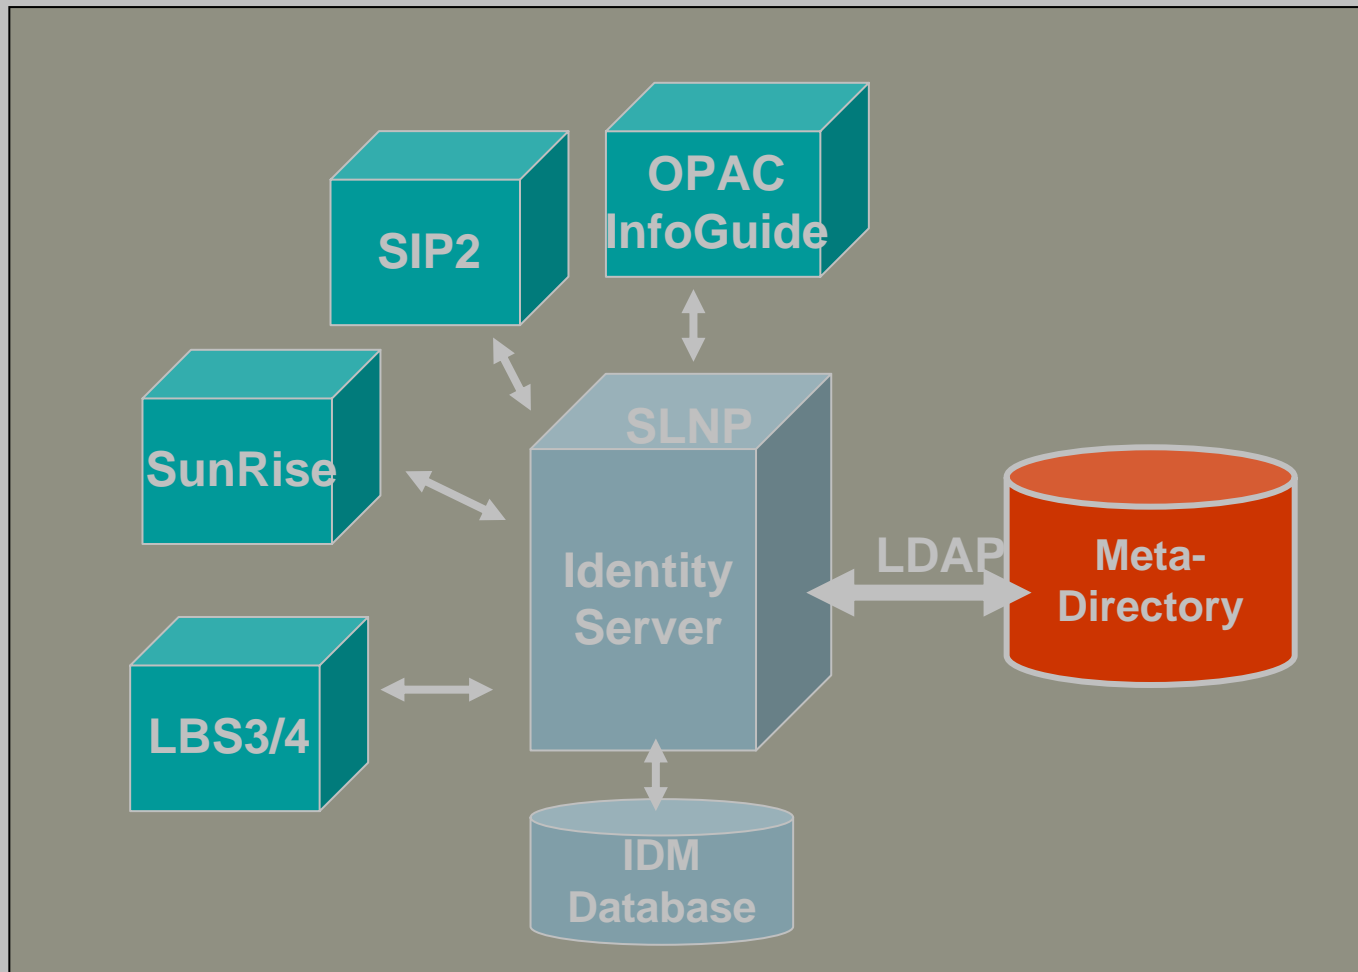 OPAC
InfoGuide
SIP2
SLNP
SunRise
Identity
Server
LDAP
Meta-
Directory
LBS3/4
IDM
Database